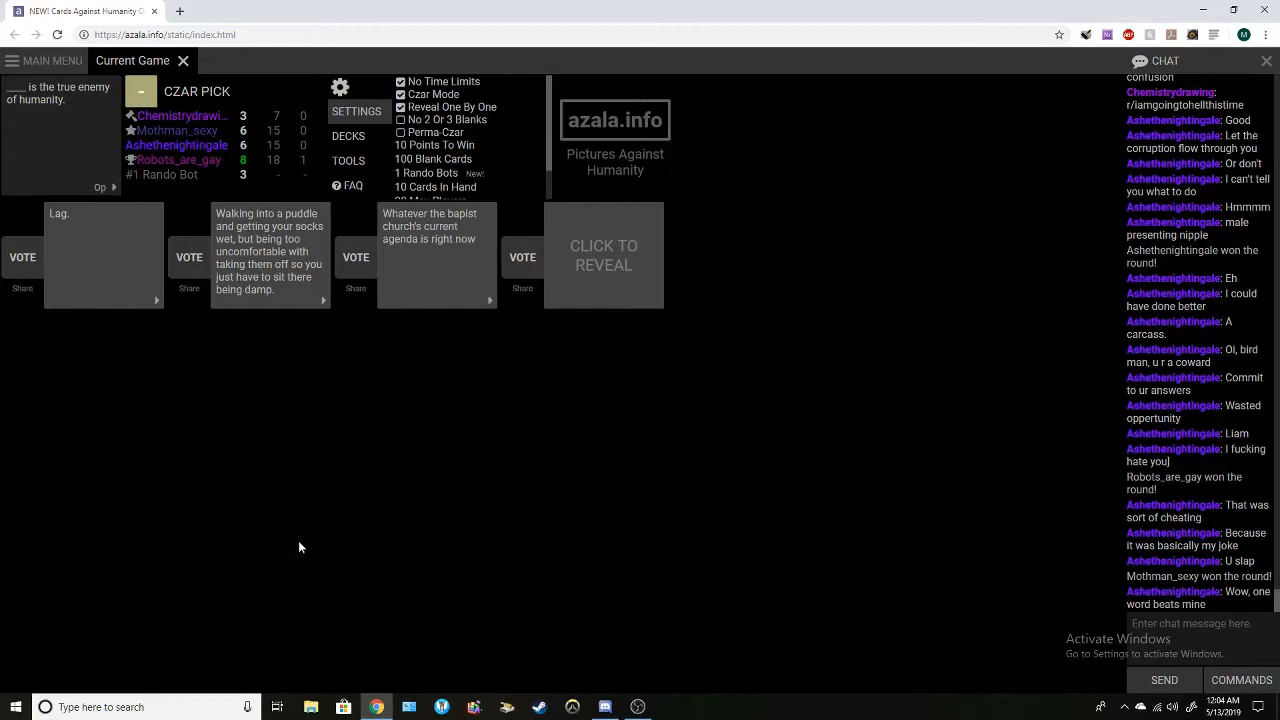 NEW! Cards Against Humanity O
https://azala.info/static/index.html
M
MAIN MENU
Current Game
CHAT
____ is the true enemy
of humanity.
Op
-
CZAR PICK
Chemistrydrawi... 3 7 0
Mothman_sexy 6 15 0
Ashethenightingale 6 15 0
Robots_are_gay 8 18 1
#1 Rando Bot 3 - -
SETTINGS
DECKS
TOOLS
FAQ
No Time Limits
Czar Mode
Reveal One By One
No 2 Or 3 Blanks
Perma-Czar
10 Points To Win
100 Blank Cards
1 Rando Bots New!
10 Cards In Hand
azala.info
Pictures Against
Humanity
VOTE
Share
Lag.
VOTE
Share
Walking into a puddle
and getting your socks
wet, but being too
uncomfortable with
taking them off so you
just have to sit there
being damp.
VOTE
Share
Whatever the bapist
church's current
agenda is right now
VOTE
Share
CLICK TO
REVEAL
confusion
Chemistrydrawing:
r/iamgoingtohellthistime
Ashethenightingale: Good
Ashethenightingale: Let the
corruption flow through you
Ashethenightingale: Or don't
Ashethenightingale: I can't tell
you what to do
Ashethenightingale: Hmmmm
Ashethenightingale: male
presenting nipple
Ashethenightingale won the
round!
Ashethenightingale: Eh
Ashethenightingale: I could
have done better
Ashethenightingale: A
carcass.
Ashethenightingale: Oi, bird
man, u r a coward
Ashethenightingale: Commit
to ur answers
Ashethenightingale: Wasted
oppertunity
Ashethenightingale: Liam
Ashethenightingale: I fucking
hate you]
Robots_are_gay won the
round!
Ashethenightingale: That was
sort of cheating
Ashethenightingale: Because
it was basically my joke
Ashethenightingale: U slap
Mothman_sexy won the round!
Ashethenightingale: Wow, one
word beats mine
Enter chat message here.
Activate Windows
Go to Settings to activate Windows.
SEND
COMMANDS
Type here to search
12:04 AM
5/13/2019